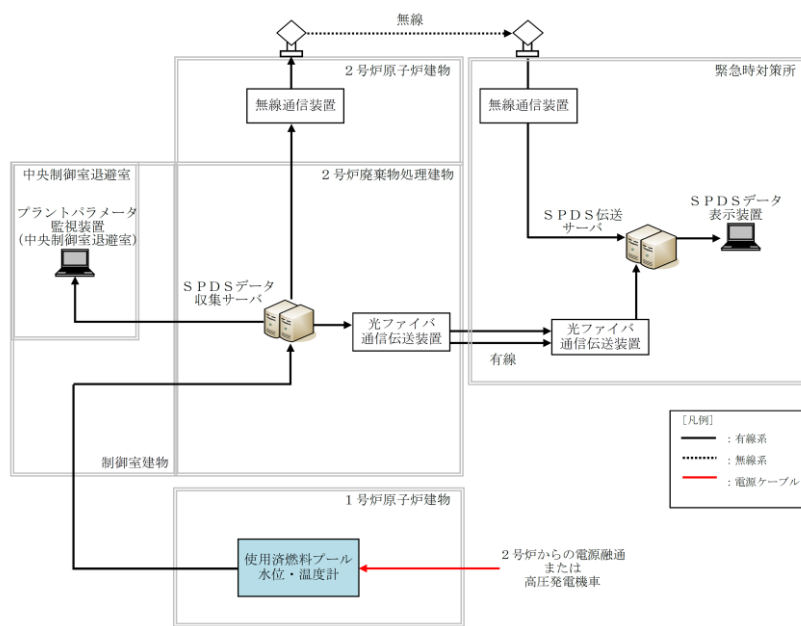 無線
２号炉原子炉建物
緊急時対策所
無線通信装置
無線通信装置
中央制御室退避室
２号炉廃棄物処理建物
プラントパラメータ
監視装置
(中央制御室退避室)
ＳＰＤＳデータ
収集サーバ
ＳＰＤＳ伝送
サーバ
ＳＰＤＳデータ
表示装置
光ファイバ
通信伝送装置
有線
光ファイバ
通信伝送装置
制御室建物
[凡例]
：有線系
：無線系
：電源ケーブル
１号炉原子炉建物
使用済燃料プール
水位・温度計
２号炉からの電源融通
または
高圧発電機車